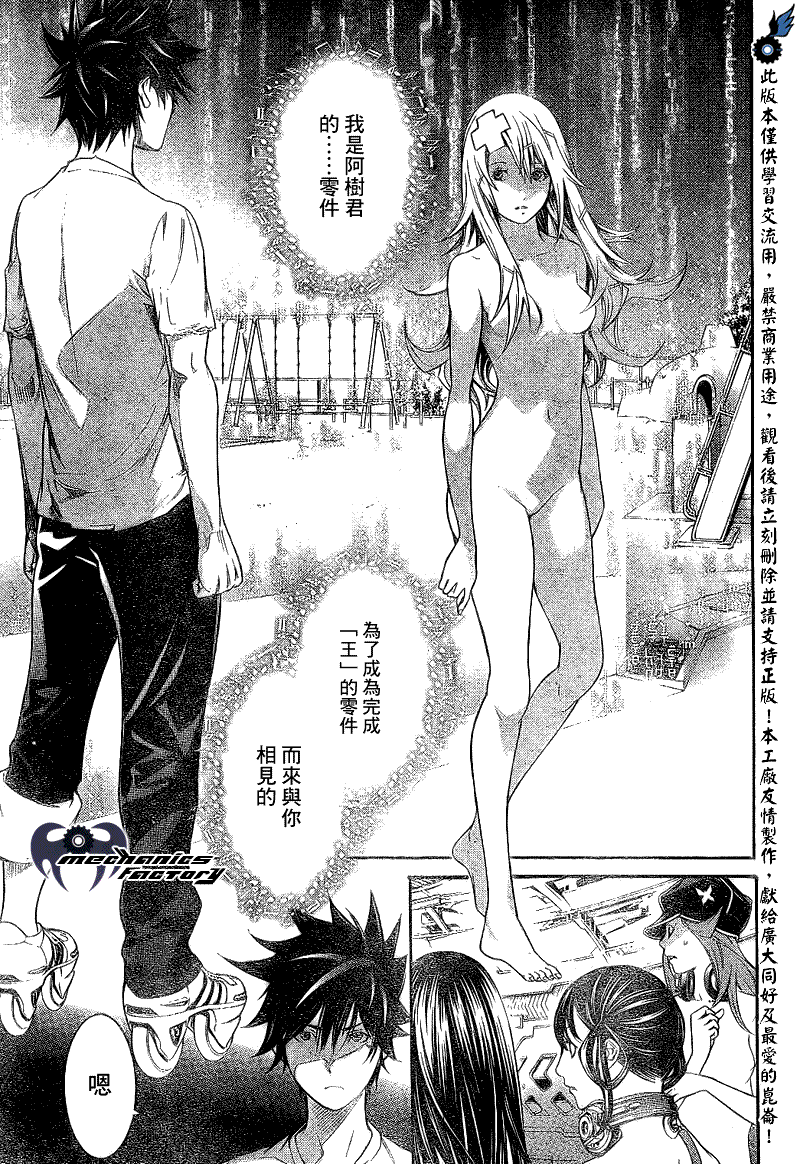 我是阿樹君
的……零件
為了成為完成
「王」的零件
而來與你
相見的
嗯
mechanics
factory
此版本僅供學習交流用，嚴禁商業用途，觀看後請立刻刪除並請支持正版！本工廠友情製作，獻給廣大同好及最愛的崑崙！